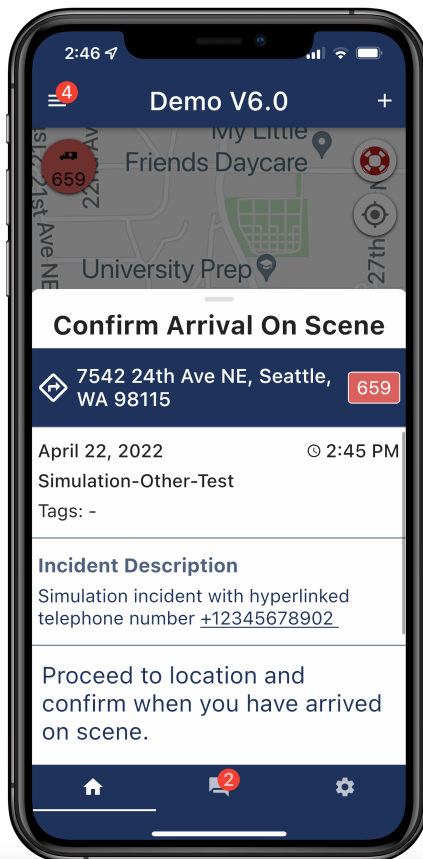 2:46
4
Demo V6.0
+
My Little
Friends Daycare
659
22nd Av
21st Ave NE
27th
University Prep
Confirm Arrival On Scene
7542 24th Ave NE, Seattle,
WA 98115
659
April 22, 2022
2:45 PM
Simulation-Other-Test
Tags: -
Incident Description
Simulation incident with hyperlinked
telephone number +12345678902
Proceed to location and
confirm when you have arrived
on scene.
2